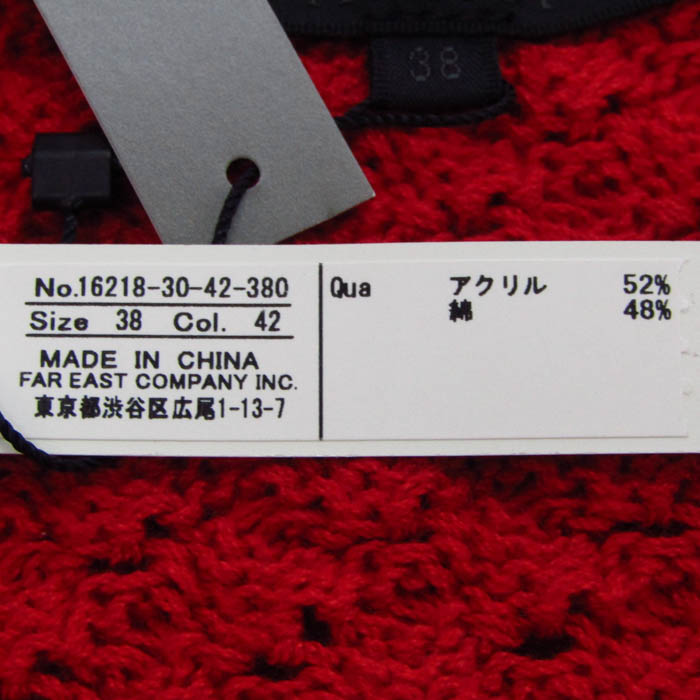 38
No.16218-30-42-380
Size 38 Col. 42
MADE IN CHINA
FAR EAST COMPANY INC.
東京都渋谷区広尾1-13-7
Qua アクリル 52%
綿 48%